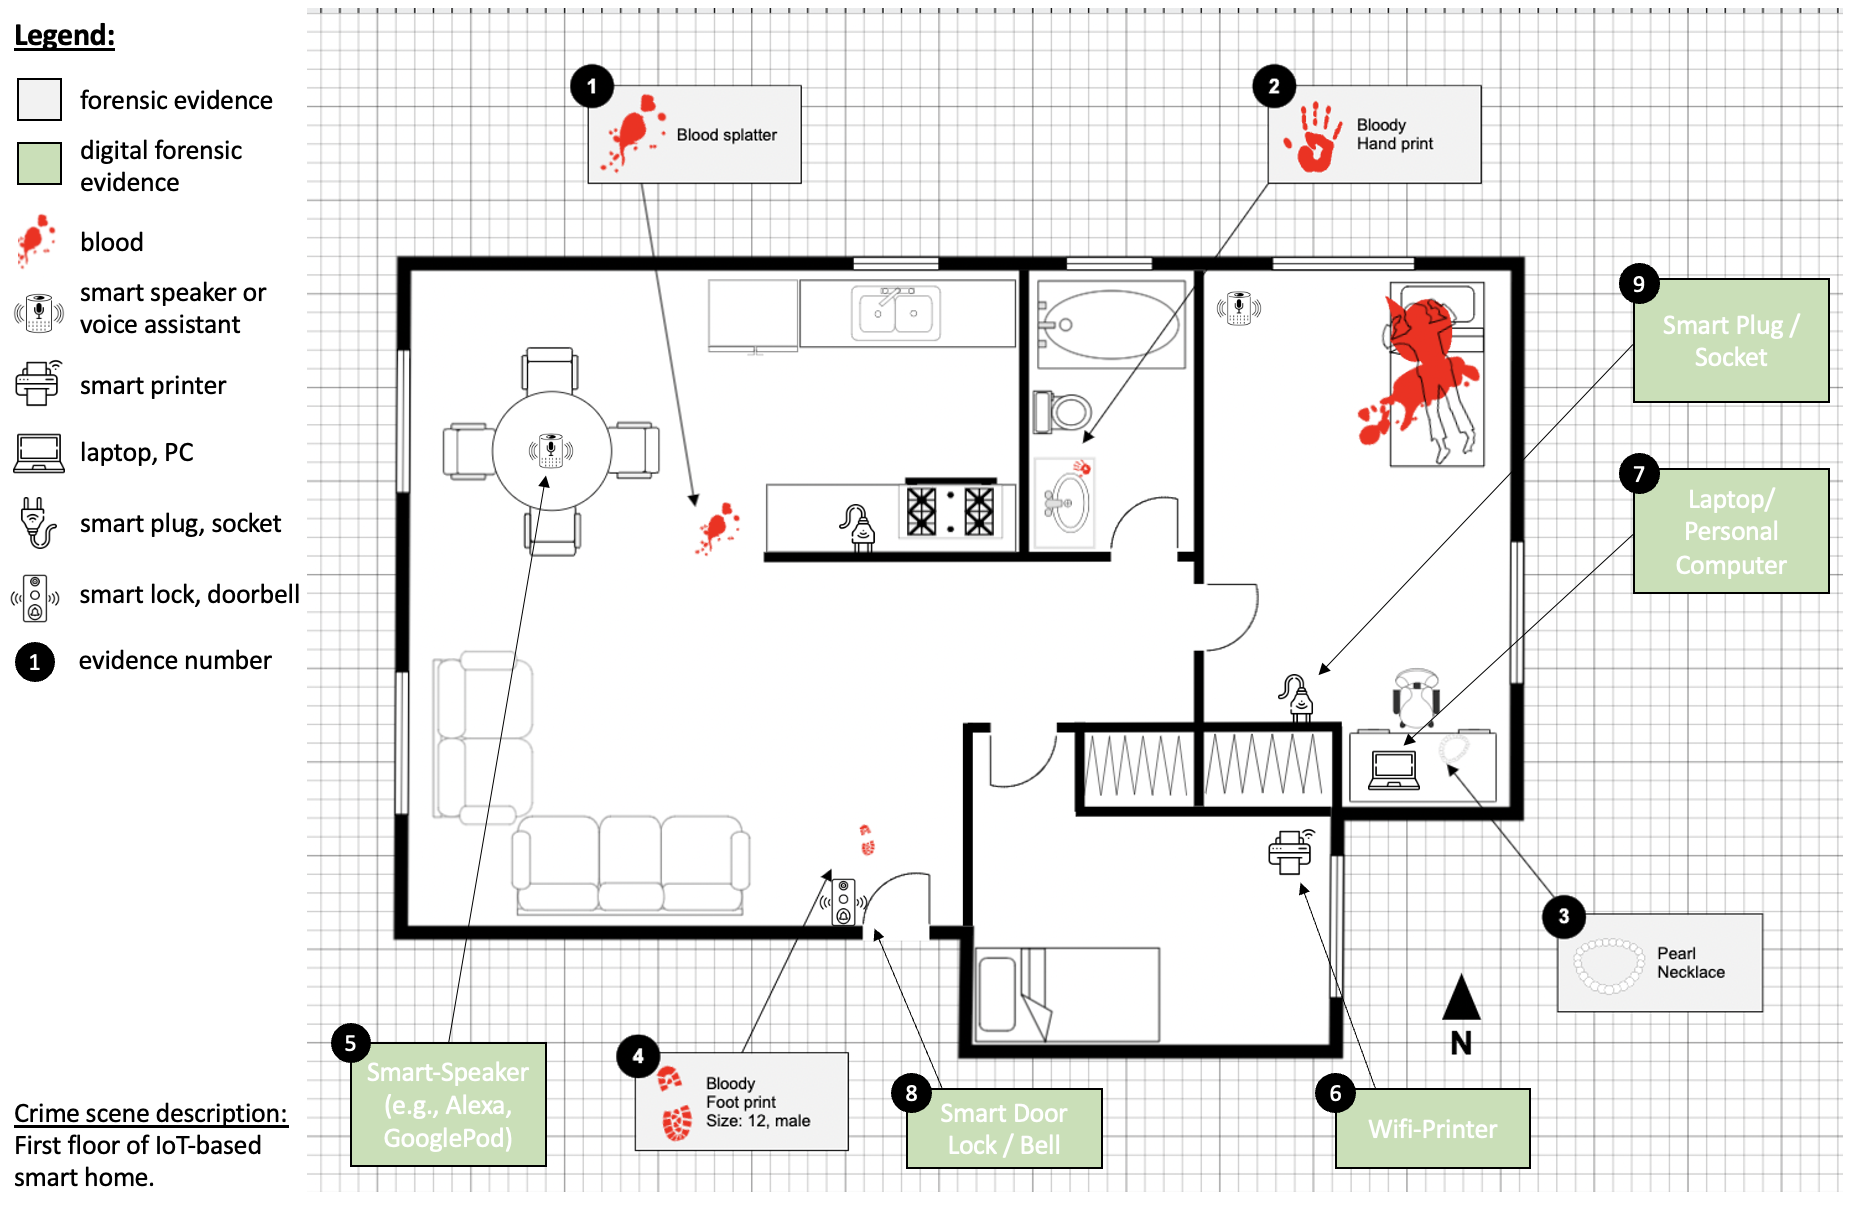 Legend:
forensic evidence
digital forensic
evidence
blood
smart speaker or
voice assistant
smart printer
laptop, PC
smart plug, socket
smart lock, doorbell
1
evidence number
Crime scene description:
First floor of IoT-based
smart home.
1
Blood splatter
2
Bloody
Hand print
9
Smart Plug /
Socket
7
Laptop/
Personal
Computer
3
Pearl
Necklace
N
5
Smart-Speaker
(e.g., Alexa,
GooglePod)
4
Bloody
Foot print
Size: 12, male
8
Smart Door
Lock / Bell
6
Wifi-Printer